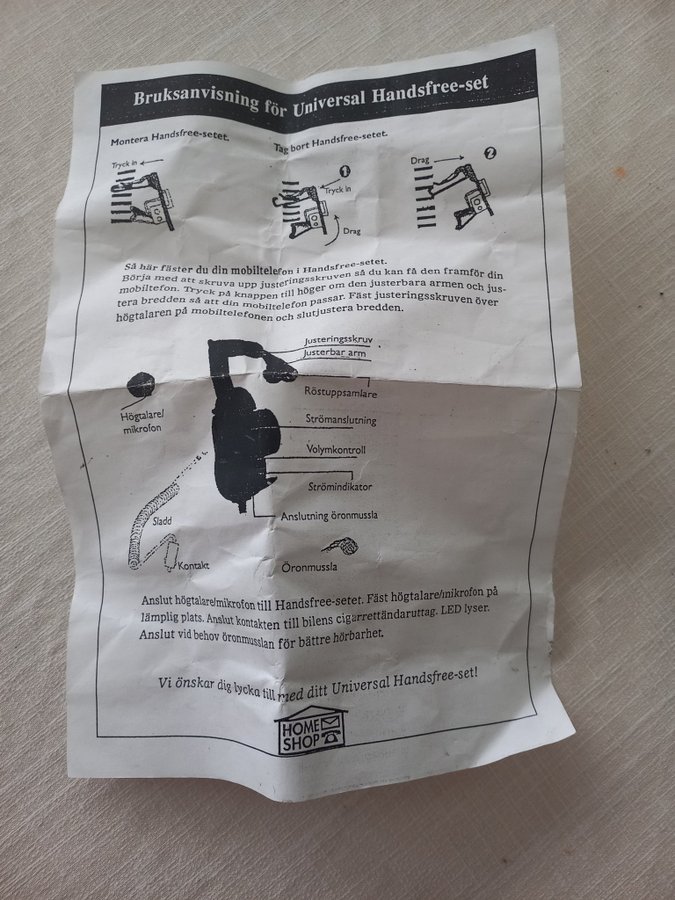 Bruksanvisning för Universal Handsfree-set
Montera Handsfree-setet.
Tag bort Handsfree-setet.
Tryck in
1
Tryck in
Drag
Drag
2
Så här fäster du din mobiltelefon i Handsfree-setet.
Börja med att skruva upp justeringsskruven så du kan få den framför din
mobiltefon. Tryck på knappen till höger om den justerbara armen och jus-
tera bredden så att din mobiltelefon passar. Fäst justeringsskruven över
högtalaren på mobiltelefonen och slutjustera bredden.
Justeringsskruv
Justerbar arm
Röstuppsamlare
Högtalare/
mikrofon
Strömanslutning
Volymkontroll
Strömindikator
Anslutning öronmussla
Sladd
Kontakt
Öronmussla
Anslut högtalare/mikrofon till Handsfree-setet. Fäst högtalare/mikrofon på
lämplig plats. Anslut kontakten till bilens cigarrettändaruttag. LED lyser.
Anslut vid behov öronmusslan för bättre hörbarhet.
Vi önskar dig lycka till med ditt Universal Handsfree-set!
HOME
SHOP